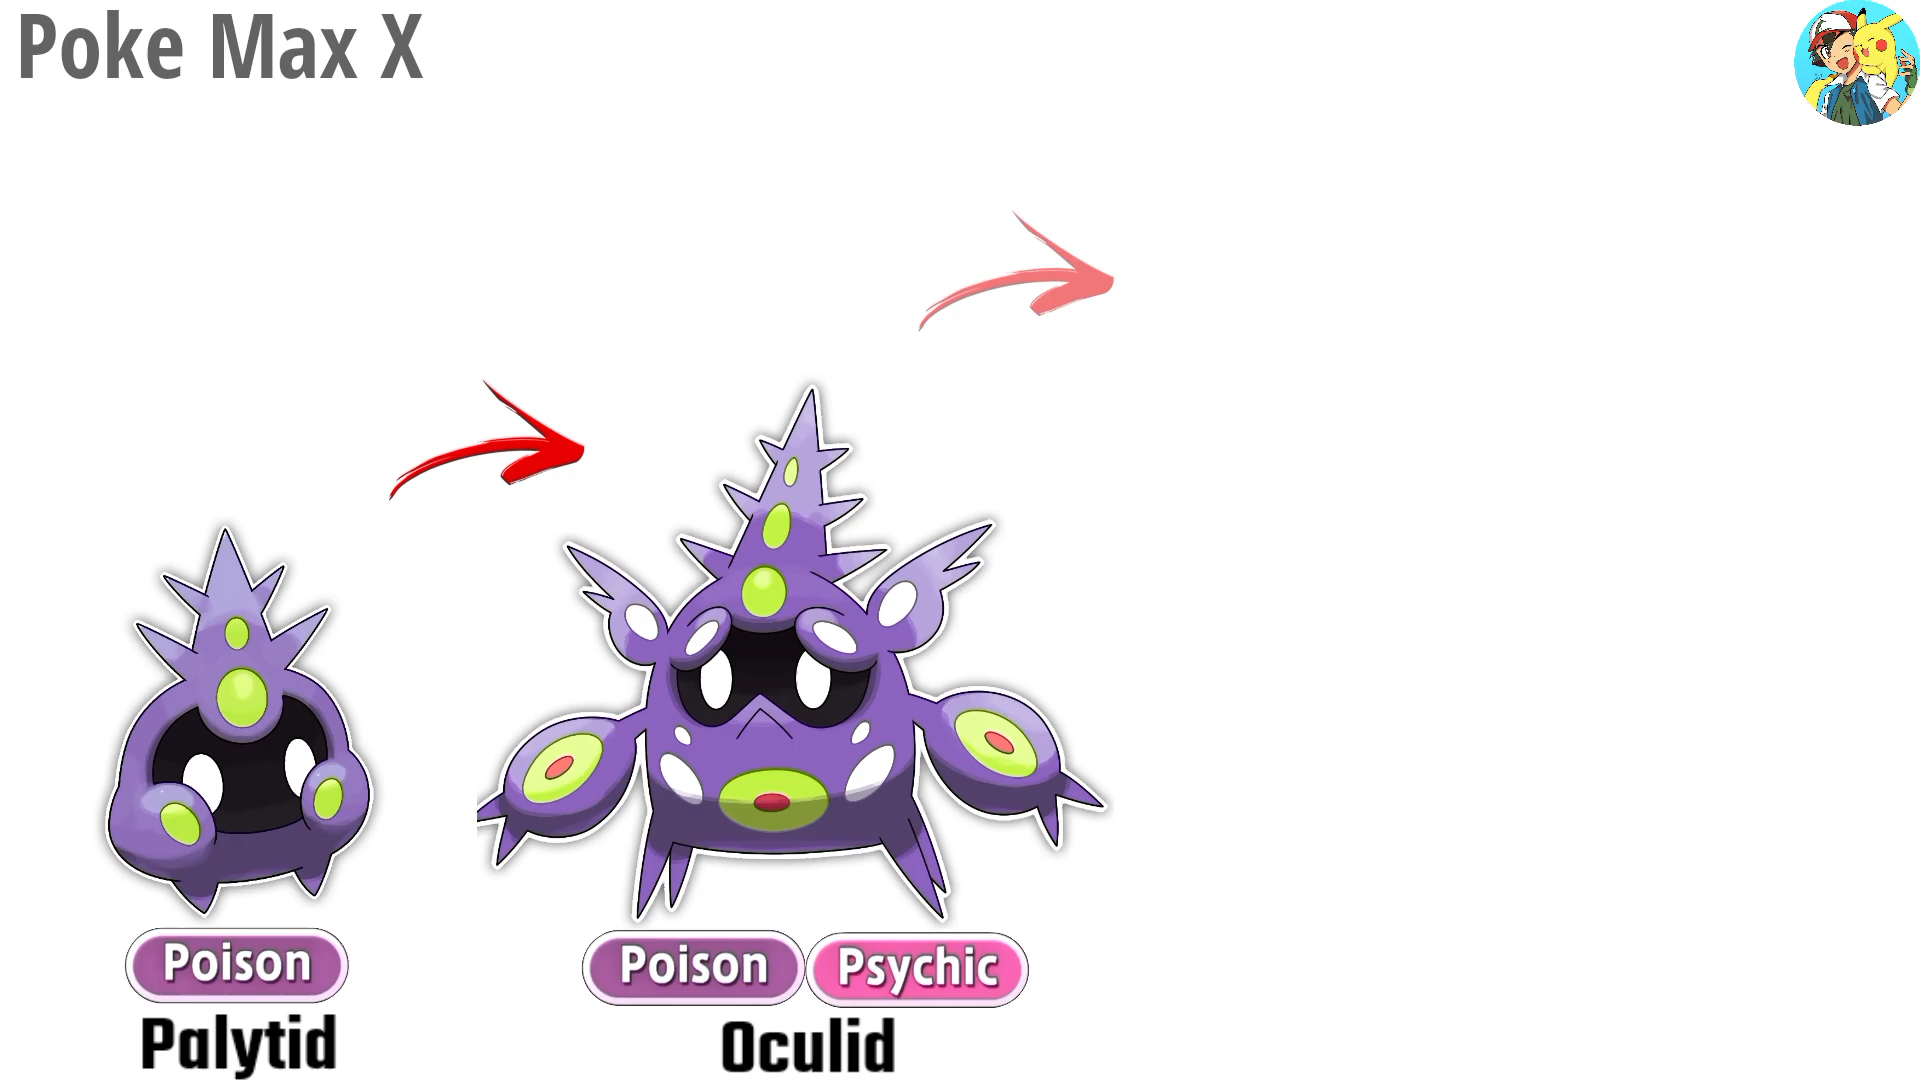 Poke Max X
Poison
Poison Psychic
Palytid
Oculid